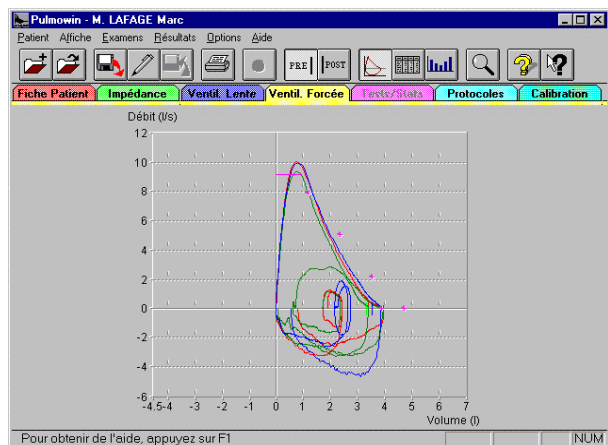 Pulmowin - M. LAFAGE Marc
Patient Affiche Examens Résultats Options Aide
PRE POST
Fiche Patient Impédance Ventil. Lente Ventil. Forcée Tests/Stats Protocoles Calibration
Débit (l/s)
12
10
8
6
4
2
0
-2
-4
-6
-4.5 -4 -3 -2 -1 0 1 2 3 4 5 6 7
Volume (l)
Pour obtenir de l'aide, appuyez sur F1 NUM